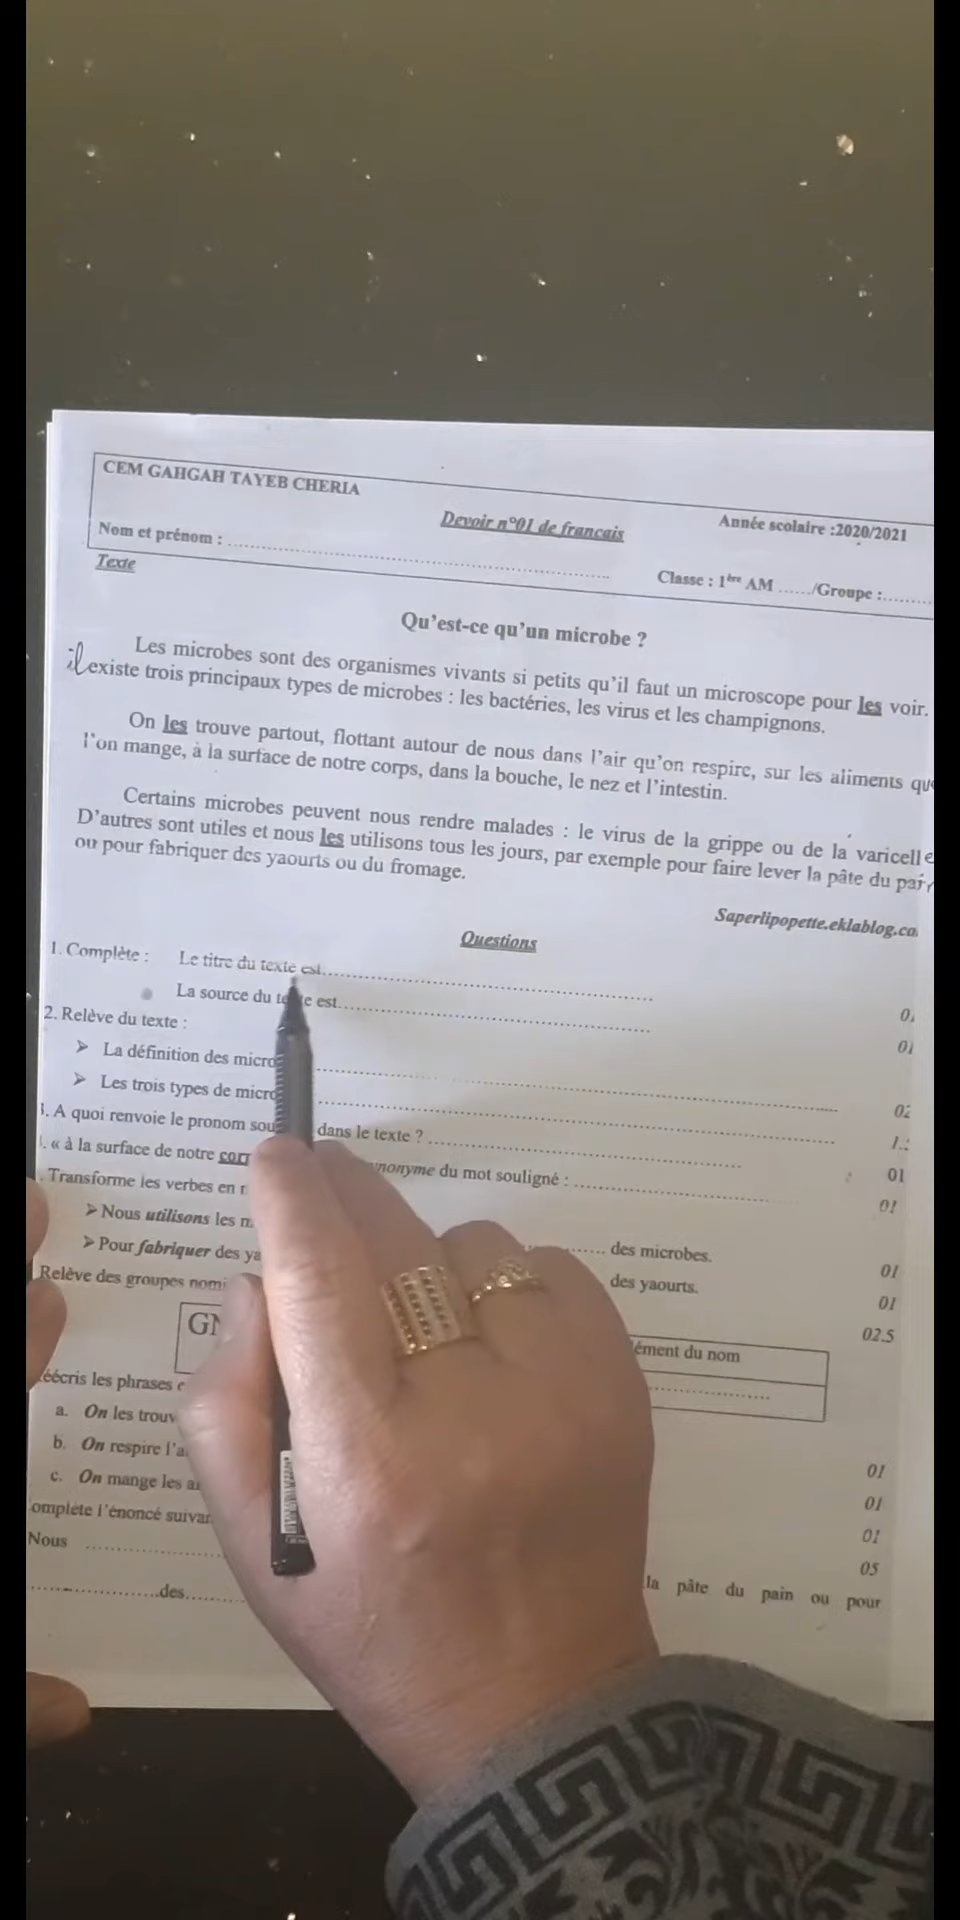 CEM GAHGAH TAYEB CHERIA
Devoir n°01 de français
Année scolaire :2020/2021
Nom et prénom : ..........
Classe : 1ère AM ....../Groupe :........
Texte
Qu'est-ce qu'un microbe ?
Les microbes sont des organismes vivants si petits qu'il faut un microscope pour les voir.
il existe trois principaux types de microbes : les bactéries, les virus et les champignons.
On les trouve partout, flottant autour de nous dans l'air qu'on respire, sur les aliments que
l'on mange, à la surface de notre corps, dans la bouche, le nez et l'intestin.
Certains microbes peuvent nous rendre malades : le virus de la grippe ou de la varicelle
D'autres sont utiles et nous les utilisons tous les jours, par exemple pour faire lever la pâte du
ou pour fabriquer des yaourts ou du fromage.
Saperlipopette.eklablog.co
Questions
1. Complète : Le titre du texte est..........
La source du te e est..........
01
2. Relève du texte :
➢ La définition des micro ..........
02
➢ Les trois types de micro ..........
A quoi renvoie le pronom sou dans le texte ? ..........
01
« à la surface de notre du mot souligné : ..........
01
Transforme les verbes en
➢ Nous utilisons les m ......... des microbes.
01
➢ Pour fabriquer des ya des yaourts.
01
Relève des groupes nomi
02.5
GN
ément du nom
..........
éécris les phrases
a. On les trouv
01
b. On respire l'a
01
c. On mange les a
01
omplète l'énoncé suivan
05
Nous ..........
la pâte du pain ou pour
..........des..........